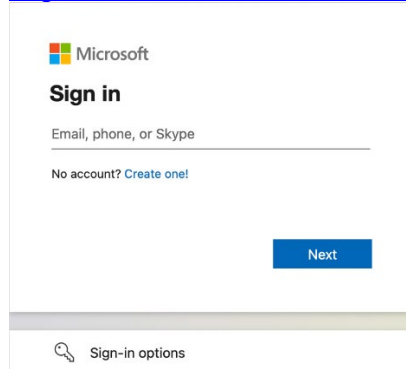 Microsoft
Sign in
Email, phone, or Skype
No account? Create one!
Next
Sign-in options